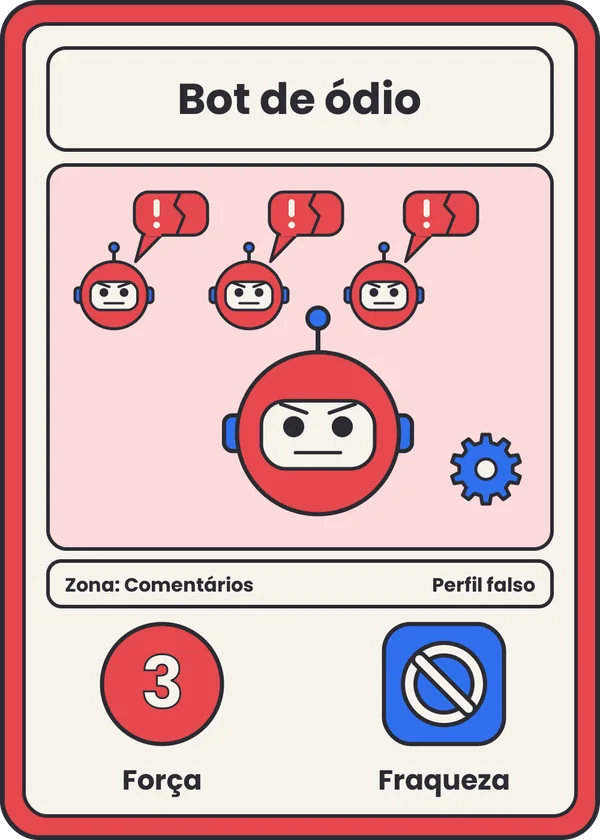 Bot de ódio
! ! !
Zona: Comentários Perfil falso
3
Força Fraqueza